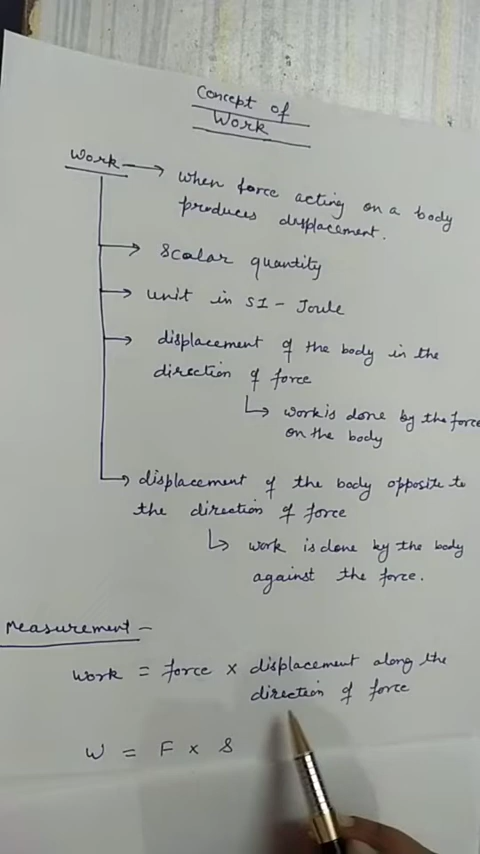 Concept of
Work
Work → when force acting on a body
produces displacement.
→ scalar quantity
→ unit in SI - Joule
→ displacement of the body in the
direction of force
↳ work is done by the force
on the body
→ displacement of the body opposite to
the direction of force
↳ work is done by the body
against the force.
Measurement -
Work = force × displacement along the
direction of force
W = F × S